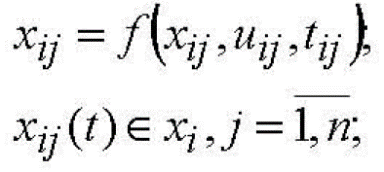 x_{ij} = f(x_{ij}, u_{ij}, t_{ij});
x_{ij}(t) ∈ x_i, j = \overline{1, n};